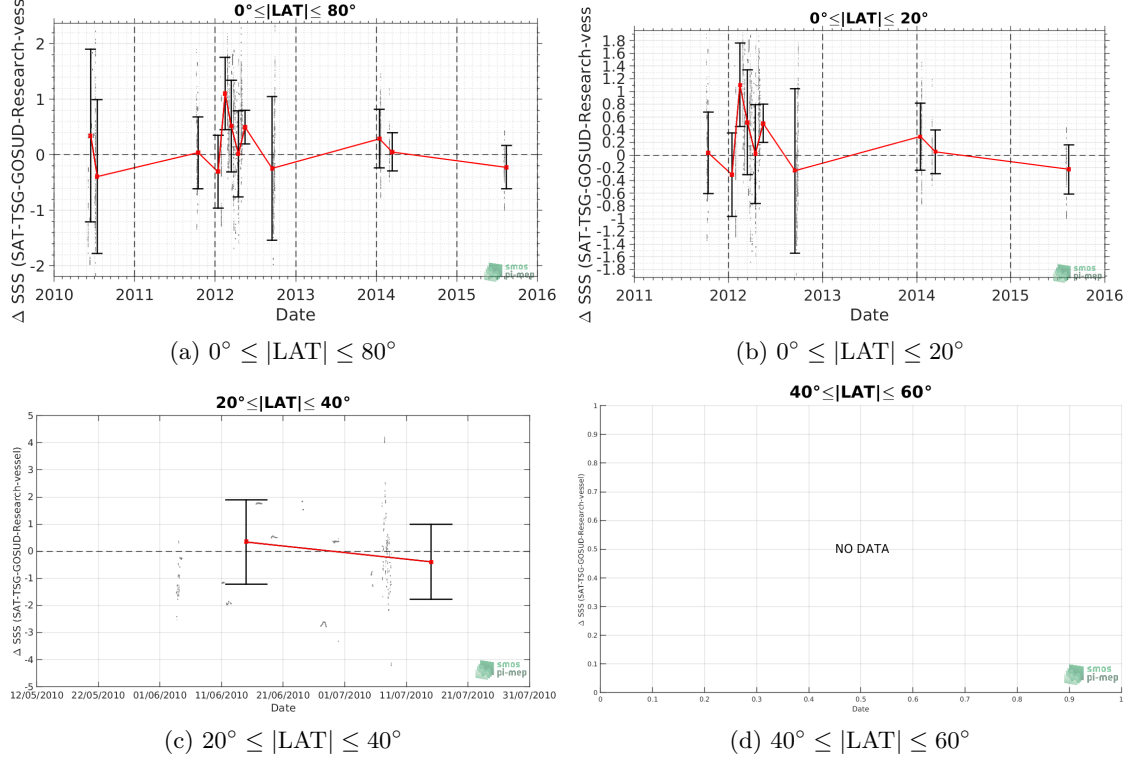 0°≤|LAT|≤ 80°
Δ SSS (SAT-TSG-GOSUD-Research-vess
2
1
0
-1
-2
2010 2011 2012 2013 2014 2015 2016
Date
smos
pi-mep
(a) 0° ≤ |LAT| ≤ 80°
0°≤|LAT|≤ 20°
Δ SSS (SAT-TSG-GOSUD-Research-vess
1.8
1.6
1.4
1.2
1
0.8
0.6
0.4
0.2
0
-0.2
-0.4
-0.6
-0.8
-1
-1.2
-1.4
-1.6
-1.8
2011 2012 2013 2014 2015 2016
Date
smos
pi-mep
(b) 0° ≤ |LAT| ≤ 20°
20°≤|LAT|≤ 40°
Δ SSS (SAT-TSG-GOSUD-Research-vessel)
5
4
3
2
1
0
-1
-2
-3
-4
-5
12/05/2010 22/05/2010 01/06/2010 11/06/2010 21/06/2010 01/07/2010 11/07/2010 21/07/2010 31/07/2010
Date
smos
pi-mep
(c) 20° ≤ |LAT| ≤ 40°
40°≤|LAT|≤ 60°
Δ SSS (SAT-TSG-GOSUD-Research-vessel)
1
0.9
0.8
0.7
0.6
0.5
0.4
0.3
0.2
0.1
0
NO DATA
0 0.1 0.2 0.3 0.4 0.5 0.6 0.7 0.8 0.9 1
Date
smos
pi-mep
(d) 40° ≤ |LAT| ≤ 60°